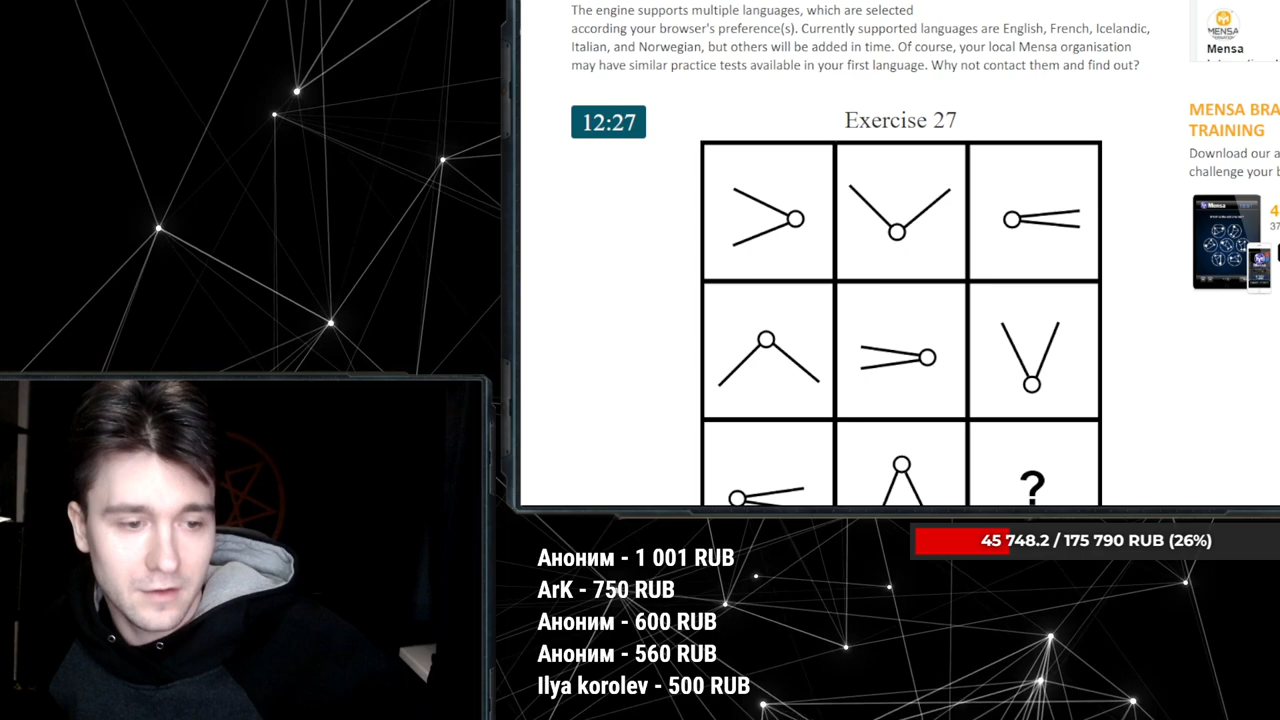 The engine supports multiple languages, which are selected
according your browser's preference(s). Currently supported languages are English, French, Icelandic,
Italian, and Norwegian, but others will be added in time. Of course, your local Mensa organisation
may have similar practice tests available in your first language. Why not contact them and find out?
MENSA
Mensa
12:27
Exercise 27
MENSA BRA
TRAINING
Download our a
challenge your b
?
45 748.2 / 175 790 RUB (26%)
Аноним - 1 001 RUB
ArK - 750 RUB
Аноним - 600 RUB
Аноним - 560 RUB
Ilya korolev - 500 RUB